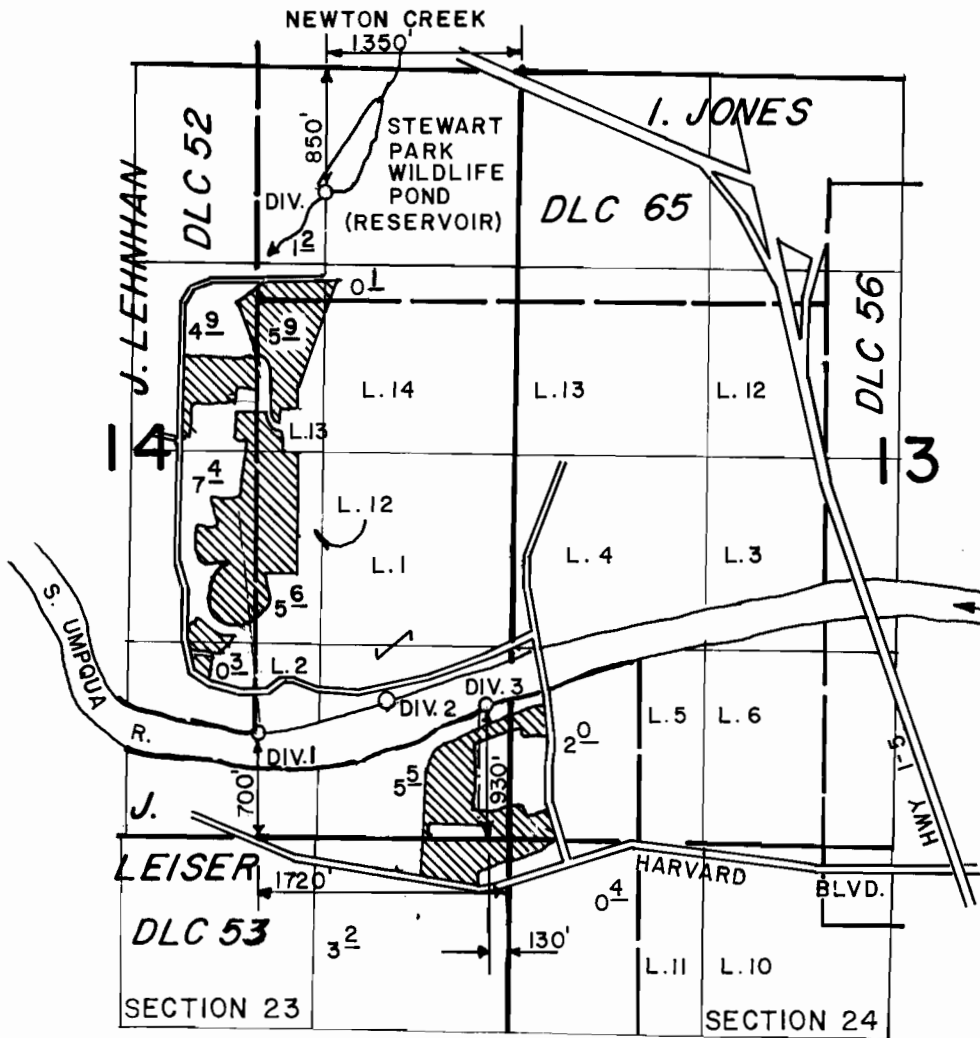 NEWTON CREEK
1350'
850'
DLC 52
J. LEHNHAN
STEWART
PARK
WILDLIFE
POND
(RESERVOIR)
DIV.
1 2
I. JONES
DLC 65
DLC 56
0 1
4 9
5 9
L. 14
L. 13
L. 12
L.13
14
13
7 4
L. 12
L. 1
L. 4
L. 3
5 6
S. UMPQUA
R.
0 3
L. 2
DIV. 3
DIV. 2
DIV. 1
L. 5
L. 6
2 0
5 5
700'
930'
HWY
I-5
J.
LEISER
1720'
HARVARD
BLVD.
0 4
DLC 53
3 2
130'
L. 11
L. 10
SECTION 23
SECTION 24